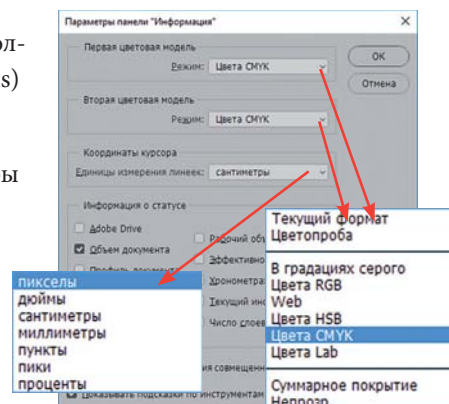 ол-
s)
ы
Параметры панели "Информация"
Первая цветовая модель
Режим: Цвета CMYK
OK
Отмена
Вторая цветовая модель
Режим: Цвета CMYK
Координаты курсора
Единицы измерения линеек: сантиметры
Информация о статусе
Adobe Drive
Объем документа
Рабочий
Эффективно
Хронометра
Текущий
Число слоев
пикселы
дюймы
сантиметры
миллиметры
пункты
пики
проценты
Текущий формат
Цветопроба
В градациях серого
Цвета RGB
Web
Цвета HSB
Цвета CMYK
Цвета Lab
Суммарное покрытие
Показывать подсказки по инструментам